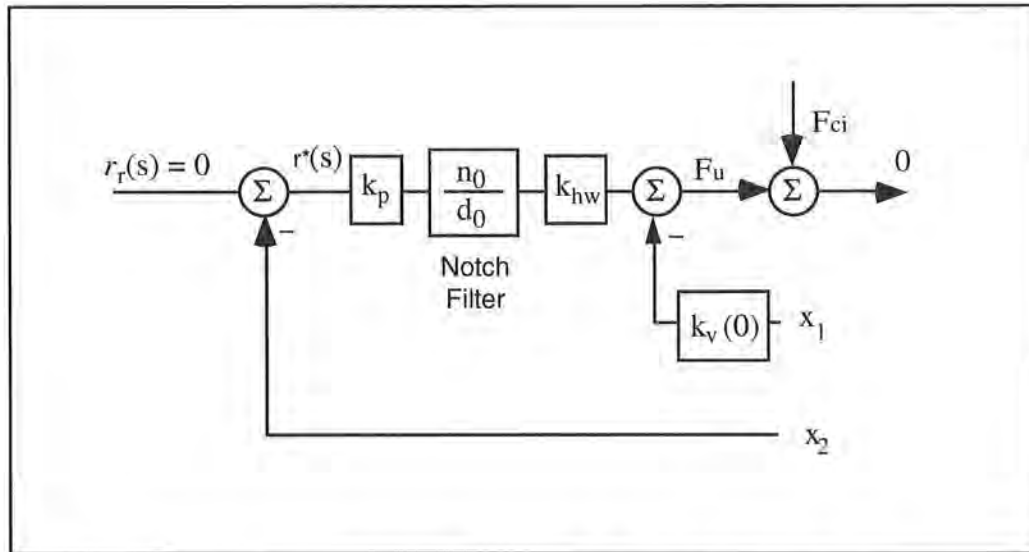 F_ci
r_r(s) = 0
r*(s)
k_p
n_0
d_0
k_hw
F_u
0
Σ
Σ
Σ
−
−
Notch
Filter
k_v(0)
x_1
x_2